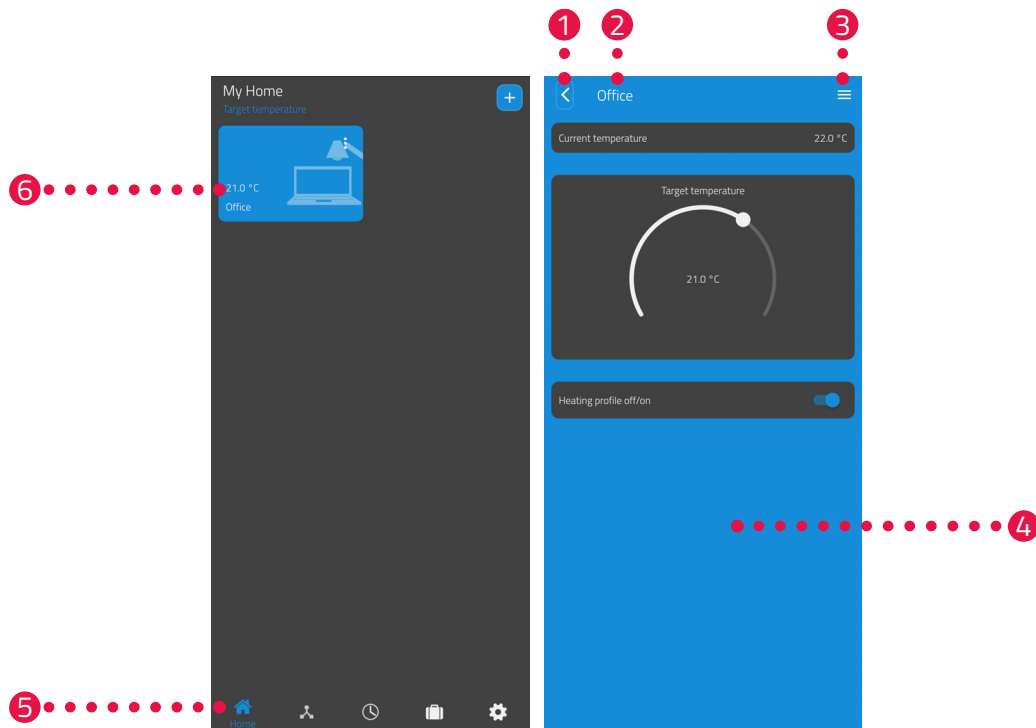 1 2 3
My Home
Target temperature
+
Office
Current temperature 22.0 °C
6
21.0 °C
Office
Target temperature
21.0 °C
Heating profile off/on
4
5
Home